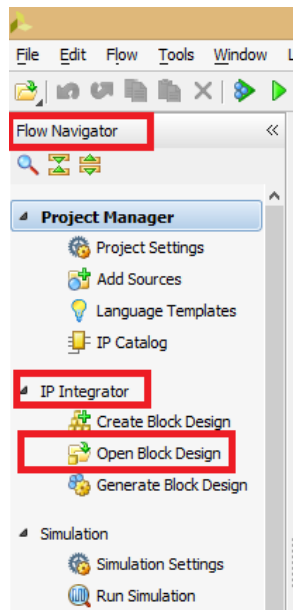 File Edit Flow Tools Window L
Flow Navigator
Project Manager
Project Settings
Add Sources
Language Templates
IP Catalog
IP Integrator
Create Block Design
Open Block Design
Generate Block Design
Simulation
Simulation Settings
Run Simulation